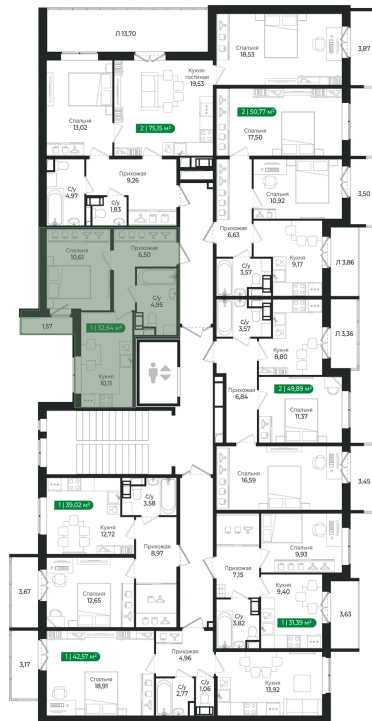 Л 13,70
Спальня
18,53
3,87
Кухня-
гостиная
19,53
Спальня
13,02
2 | 75,15 м²
2 | 50,77 м²
Спальня
17,50
С/у
4,97
Прихожая
9,26
С/у
1,83
Спальня
10,92
3,50
Прихожая
6,63
Спальня
10,61
Прихожая
6,50
С/у
3,57
Кухня
9,17
Л 3,86
С/у
4,95
1,57
1 | 32,64 м²
С/у
3,57
Кухня
8,80
Л 3,36
Кухня
10,11
Прихожая
6,84
2 | 49,89 м²
Спальня
11,37
Спальня
16,59
3,45
1 | 39,02 м²
С/у
3,58
Кухня
12,72
Прихожая
8,97
Спальня
9,93
Прихожая
7,15
3,67
Спальня
12,65
Кухня
9,40
С/у
3,82
1 | 31,39 м²
3,63
3,17
1 | 42,57 м²
Прихожая
4,96
Спальня
18,91
С/у
2,77
С/у
1,06
Кухня
13,92